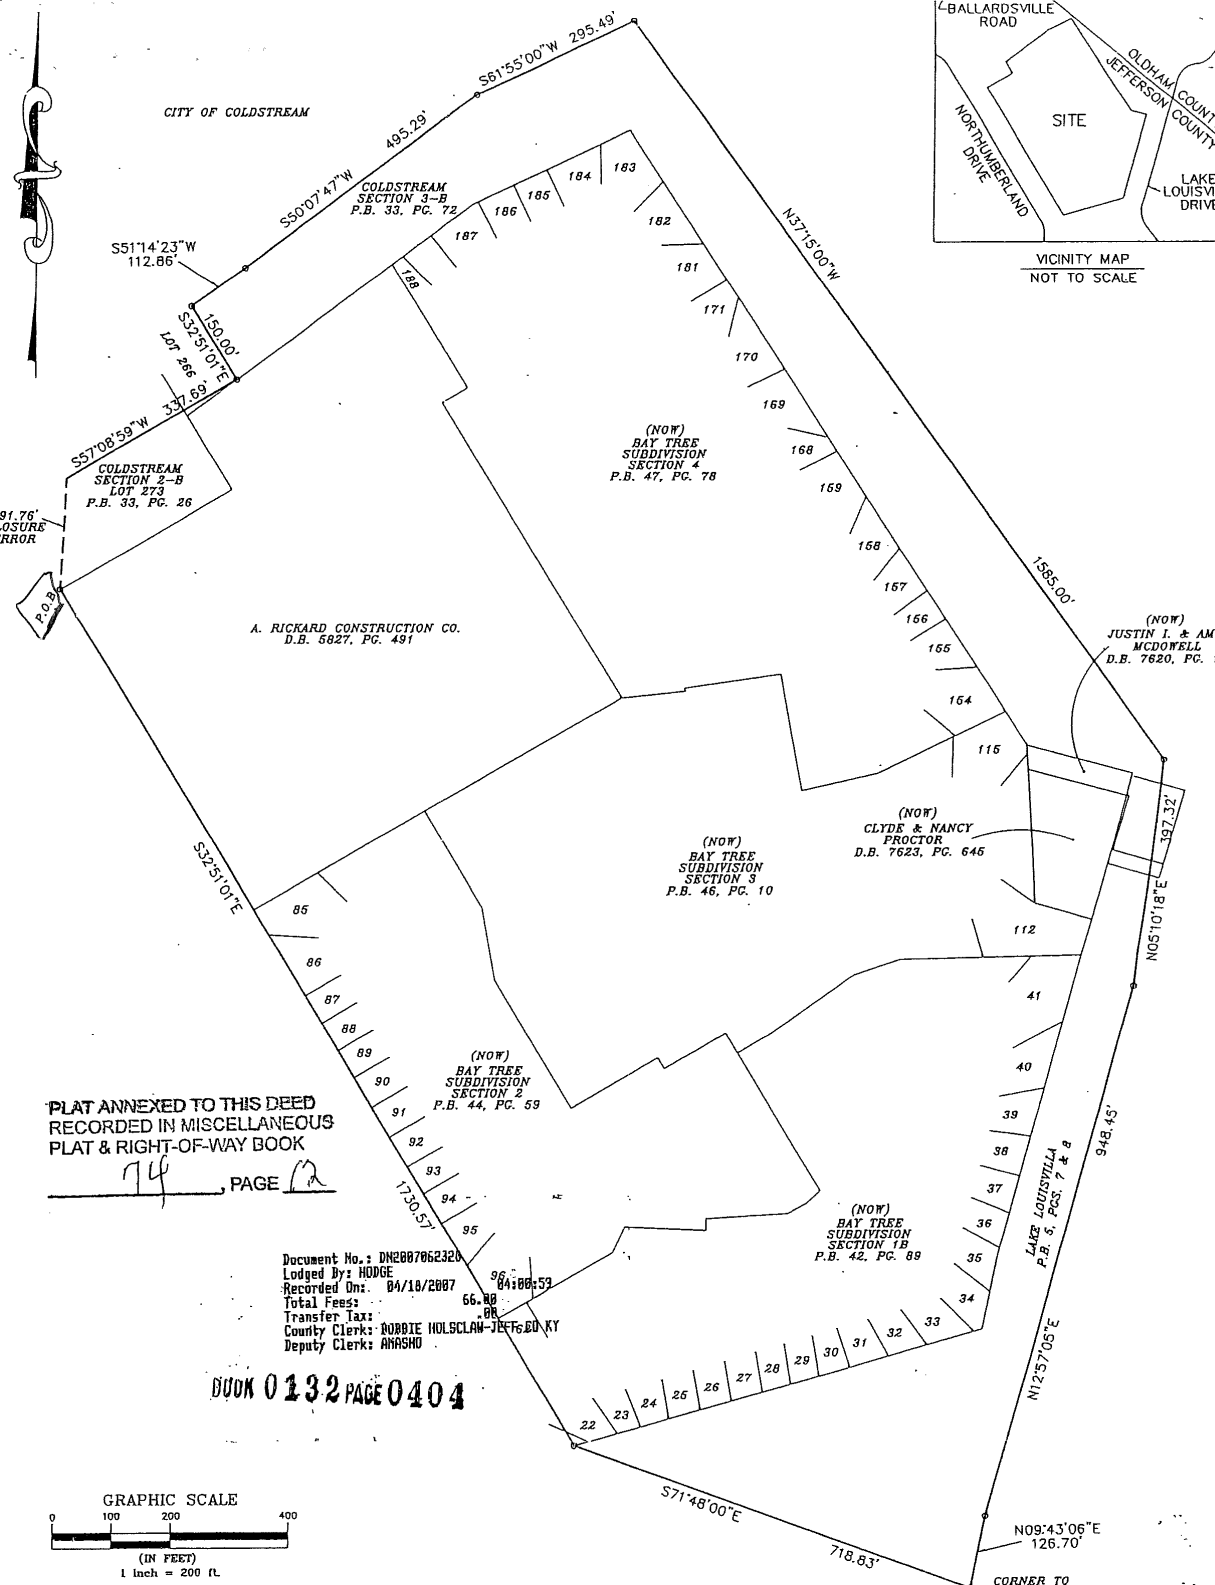 BALLARDSVILLE
ROAD
OLDHAM
JEFFERSON COUNTY
SITE
NORTHUMBERLAND
DRIVE
LAKE
DRIVE
VICINITY MAP
NOT TO SCALE
CITY OF COLDSTREAM
S61°55'00"W 295.49'
S50°07'47"W 495.29'
COLDSTREAM
SECTION 3-B
P.B. 33, PG. 72
S51°14'23"W
112.86'
150.00'
S32°51'01"E
LOT 266
S57°08'59"W 337.69'
COLDSTREAM
SECTION 2-B
LOT 273
P.B. 33, PG. 26
91.76'
P.O.B.
183
184
185
186
187
188
182
181
171
170
169
168
159
158
157
156
155
154
115
N37°15'00"W
1585.00'
(NOW)
BAY TREE
SUBDIVISION
SECTION 4
P.B. 47, PG. 78
A. RICKARD CONSTRUCTION CO.
D.B. 5827, PG. 491
(NOW)
JUSTIN I. & AM
MCDOWELL
D.B. 7620, PG.
(NOW)
CLYDE & NANCY
PROCTOR
D.B. 7623, PG. 645
397.32'
N05°10'18"E
(NOW)
BAY TREE
SUBDIVISION
SECTION 3
P.B. 46, PG. 10
S32°51'01"E
1730.57'
85
86
87
88
89
90
91
92
93
94
95
96
112
41
40
39
38
37
36
35
34
33
32
31
30
29
28
27
26
25
24
23
22
(NOW)
BAY TREE
SUBDIVISION
SECTION 2
P.B. 44, PG. 59
948.45'
LAKE LOUISVILLA
P.B. 5, PGS. 7 & 8
N12°57'05"E
(NOW)
BAY TREE
SUBDIVISION
SECTION 1B
P.B. 42, PG. 89
PLAT ANNEXED TO THIS DEED
RECORDED IN MISCELLANEOUS
PLAT & RIGHT-OF-WAY BOOK
74, PAGE 12
Document No.: DN2007062320
Lodged By: HODGE
Recorded On: 04/18/2007 04:00:53
Total Fees: 66.00
Transfer Tax: .00
County Clerk: BOBBIE HOLSCLAW-JEFF CO KY
Deputy Clerk: AMASHO
BOOK 0132 PAGE 0404
GRAPHIC SCALE
0 100 200 400
(IN FEET)
1 inch = 200 ft.
S71°48'00"E
718.83'
N09°43'06"E
126.70'
CORNER TO